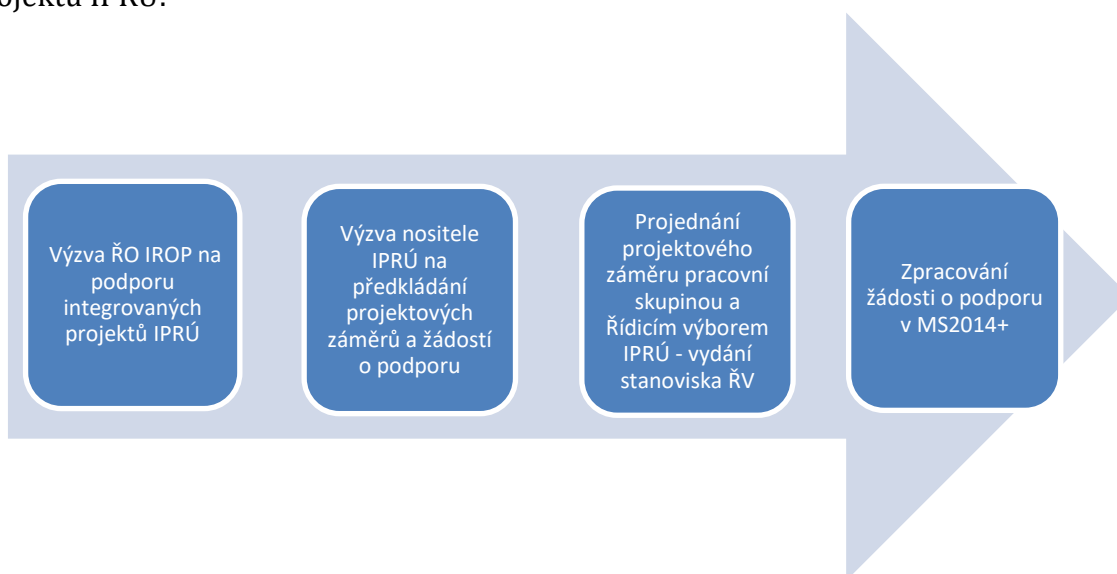 Výzva ŘO IROP na
podporu
integrovaných
projektů IPRÚ
Výzva nositele
IPRÚ na
předkládání
projektových
záměrů a žádostí
o podporu
Projednání
projektového
záměru pracovní
skupinou a
Řídicím výborem
IPRÚ - vydání
stanoviska ŘV
Zpracování
žádosti o podporu
v MS2014+